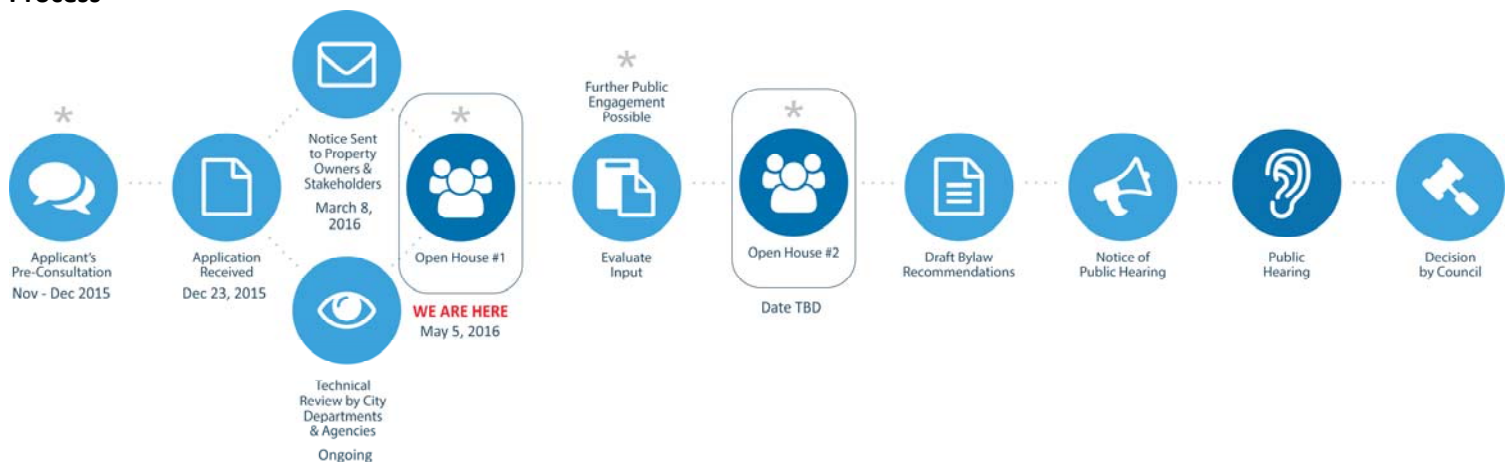 Process
*
Applicant's
Pre-Consultation
Nov - Dec 2015
Application
Received
Dec 23, 2015
Notice Sent
to Property
Owners &
Stakeholders
March 8,
2016
Technical
Review by City
Departments
& Agencies
Ongoing
*
Open House #1
WE ARE HERE
May 5, 2016
*
Further Public
Engagement
Possible
Evaluate
Input
*
Open House #2
Date TBD
Draft Bylaw
Recommendations
Notice of
Public Hearing
Public
Hearing
Decision
by Council